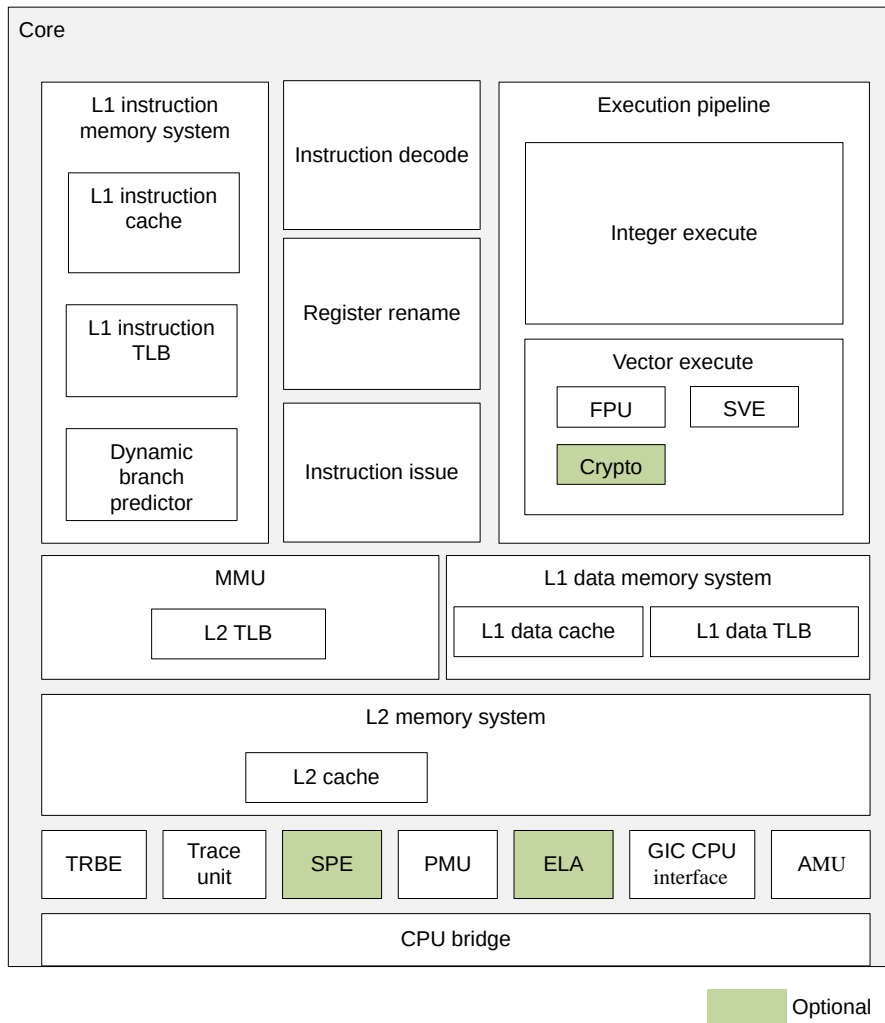 Core
L1 instruction
memory system
L1 instruction
cache
L1 instruction
TLB
Dynamic
branch
predictor
Instruction decode
Register rename
Instruction issue
Execution pipeline
Integer execute
Vector execute
FPU
SVE
Crypto
MMU
L2 TLB
L1 data memory system
L1 data cache
L1 data TLB
L2 memory system
L2 cache
TRBE
Trace
unit
SPE
PMU
ELA
GIC CPU
interface
AMU
CPU bridge
Optional